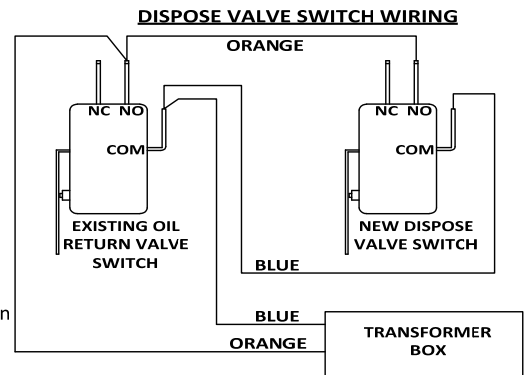 DISPOSE VALVE SWITCH WIRING
ORANGE
NC NO
COM
EXISTING OIL
RETURN VALVE
SWITCH
NC NO
COM
NEW DISPOSE
VALVE SWITCH
BLUE
n
BLUE
ORANGE
TRANSFORMER
BOX